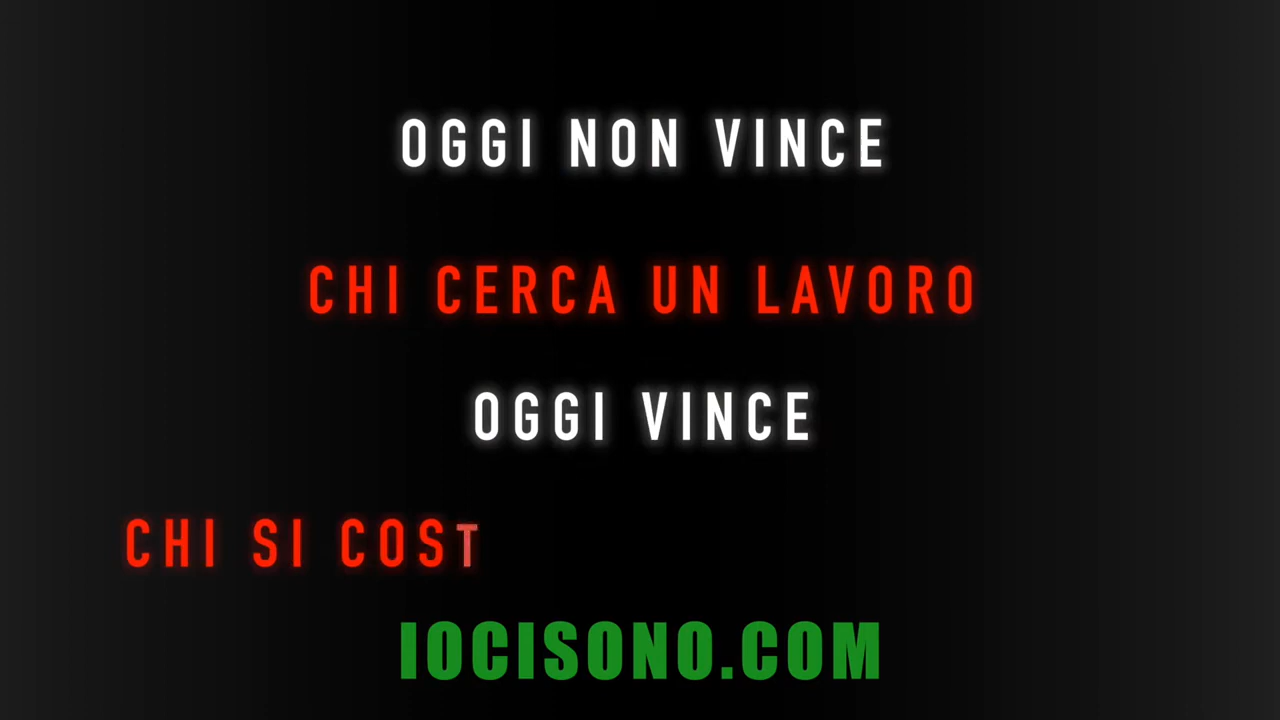 OGGI NON VINCE
CHI CERCA UN LAVORO
OGGI VINCE
CHI SI COST
IOCISONO.COM